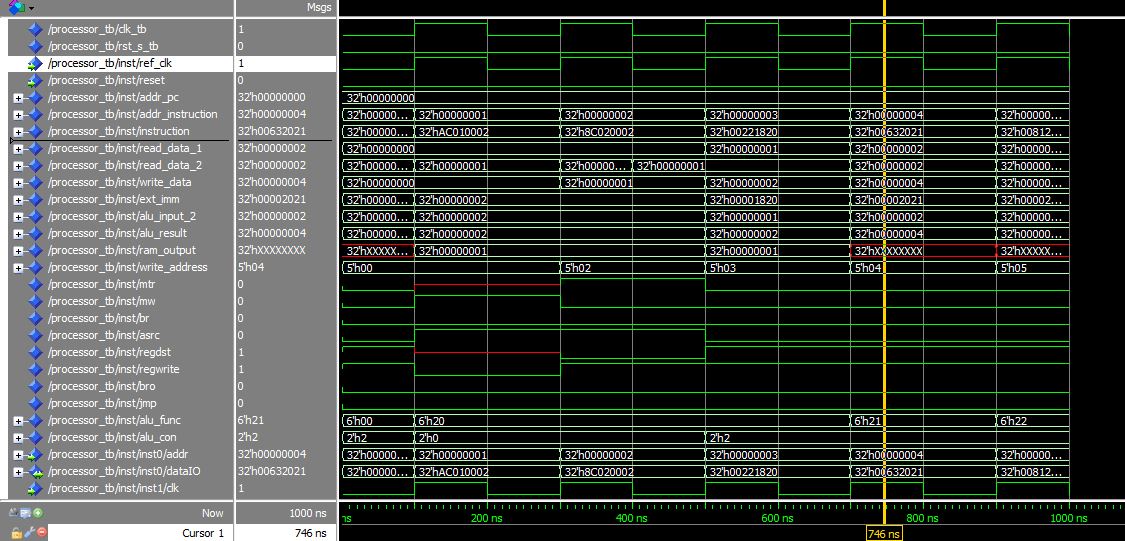 Msgs
/processor_tb/clk_tb 1
/processor_tb/rst_s_tb 0
/processor_tb/inst/ref_clk 1
/processor_tb/inst/reset 0
/processor_tb/inst/addr_pc 32'h00000000 32'h00000000
/processor_tb/inst/addr_instruction 32'h00000004 32'h00000... 32'h00000001 32'h00000002 32'h00000003 32'h00000004 32'h00000...
/processor_tb/inst/instruction 32'h00632021 32'h00000... 32'hAC010002 32'h8C020002 32'h00221820 32'h00632021 32'h00812...
/processor_tb/inst/read_data_1 32'h00000002 32'h00000000 32'h00000001 32'h00000002 32'h00000...
/processor_tb/inst/read_data_2 32'h00000002 32'h00000... 32'h00000001 32'h00000... 32'h00000001 32'h00000002 32'h00000...
/processor_tb/inst/write_data 32'h00000004 32'h00000000 32'h00000001 32'h00000002 32'h00000004 32'h00000...
/processor_tb/inst/ext_imm 32'h00002021 32'h00000... 32'h00000002 32'h00001820 32'h00002021 32'h00002...
/processor_tb/inst/alu_input_2 32'h00000002 32'h00000... 32'h00000002 32'h00000001 32'h00000002 32'h00000...
/processor_tb/inst/alu_result 32'h00000004 32'h00000... 32'h00000002 32'h00000002 32'h00000004 32'h00000...
/processor_tb/inst/ram_output 32'hXXXXXXXX 32'hXXXXX... 32'h00000001 32'h00000001 32'hXXXXXXXX 32'hXXXXX...
/processor_tb/inst/write_address 5'h04 5'h00 5'h02 5'h03 5'h04 5'h05
/processor_tb/inst/mtr 0
/processor_tb/inst/mw 0
/processor_tb/inst/br 0
/processor_tb/inst/asrc 0
/processor_tb/inst/regdst 1
/processor_tb/inst/regwrite 1
/processor_tb/inst/bro 0
/processor_tb/inst/jmp 0
/processor_tb/inst/alu_func 6'h21 6'h00 6'h20 6'h21 6'h22
/processor_tb/inst/alu_con 2'h2 2'h2 2'h0 2'h2
/processor_tb/inst/inst0/addr 32'h00000004 32'h00000... 32'h00000001 32'h00000002 32'h00000003 32'h00000004 32'h00000...
/processor_tb/inst/inst0/dataIO 32'h00632021 32'h00000... 32'hAC010002 32'h8C020002 32'h00221820 32'h00632021 32'h00812...
/processor_tb/inst/inst1/clk 1
Now 1000 ns ns 200 ns 400 ns 600 ns 800 ns 1000 ns
Cursor 1 746 ns 746 ns